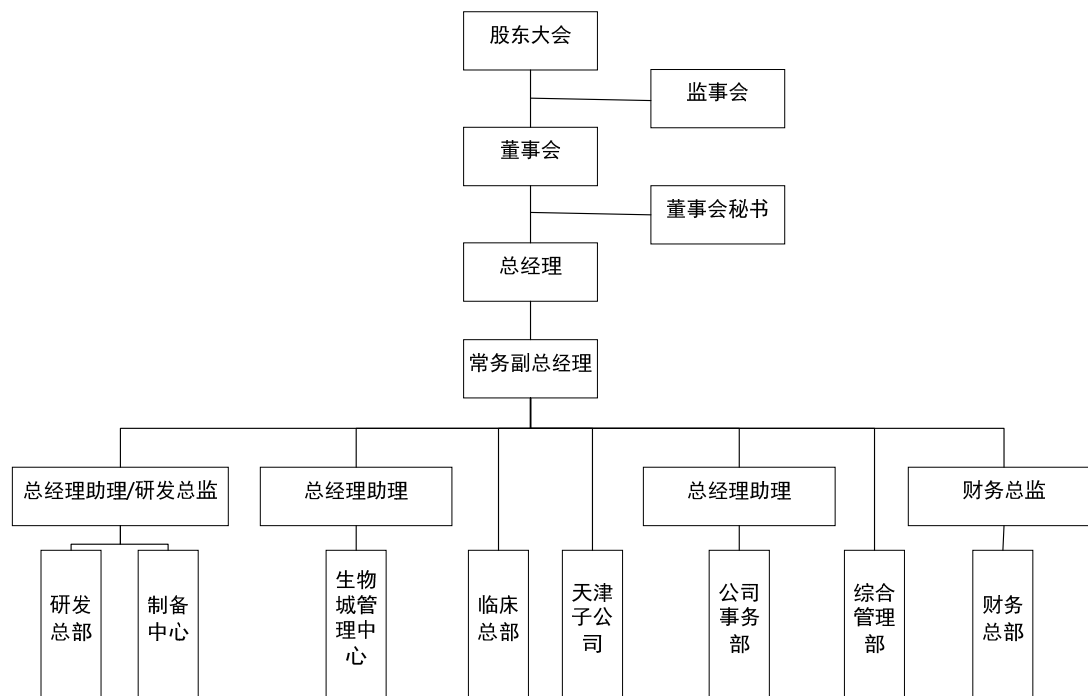 股东大会
监事会
董事会
董事会秘书
总经理
常务副总经理
总经理助理/研发总监
总经理助理
总经理助理
财务总监
研发
总部
制备
中心
生物
城管
理中
心
临床
总部
天津
子公
司
公司
事务
部
综合
管理
部
财务
总部